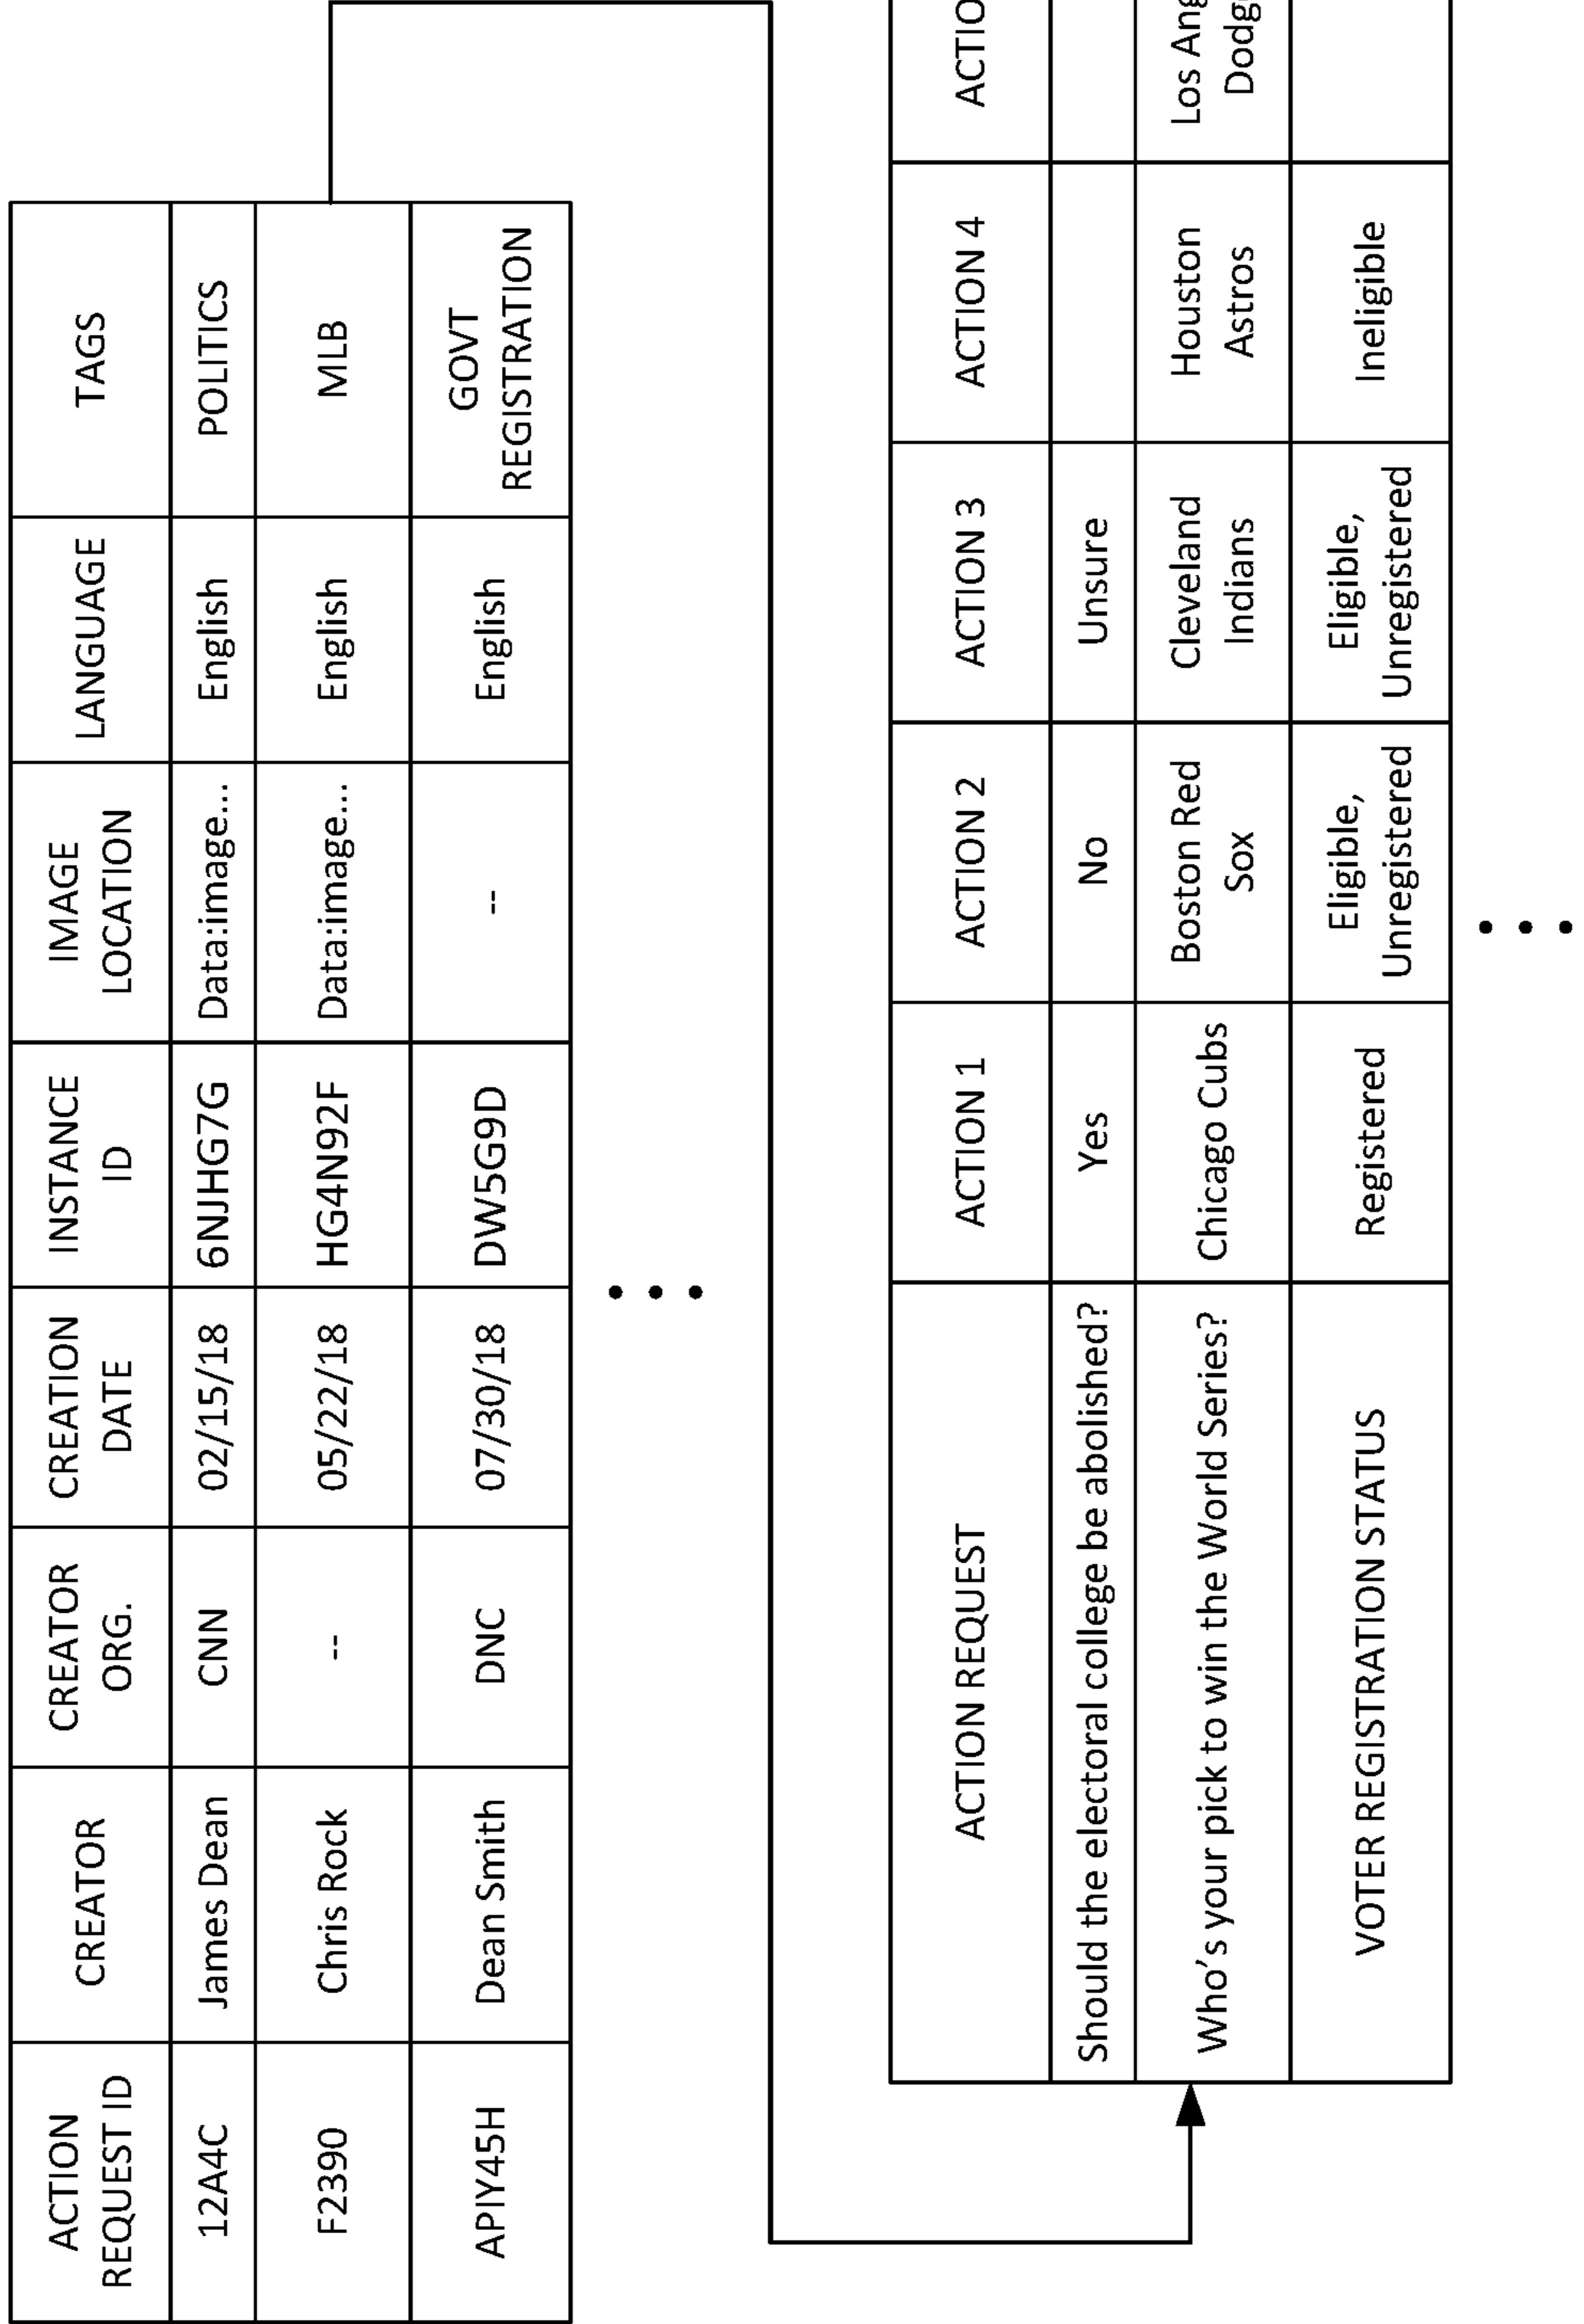 ACTION REQUEST ID
CREATOR
CREATOR ORG.
CREATION DATE
INSTANCE ID
IMAGE LOCATION
LANGUAGE
TAGS
12A4C
James Dean
CNN
02/15/18
6NJHG7G
Data:image...
English
POLITICS
F2390
Chris Rock
--
05/22/18
HG4N92F
Data:image...
English
MLB
APIY45H
Dean Smith
DNC
07/30/18
DW5G9D
--
English
GOVT
REGISTRATION
ACTION REQUEST
ACTION 1
ACTION 2
ACTION 3
ACTION 4
ACTIO
Should the electoral college be abolished?
Yes
No
Unsure
Who's your pick to win the World Series?
Chicago Cubs
Boston Red
Sox
Cleveland
Indians
Houston
Astros
Los Ang
Dodg
VOTER REGISTRATION STATUS
Registered
Eligible,
Unregistered
Eligible,
Unregistered
Ineligible